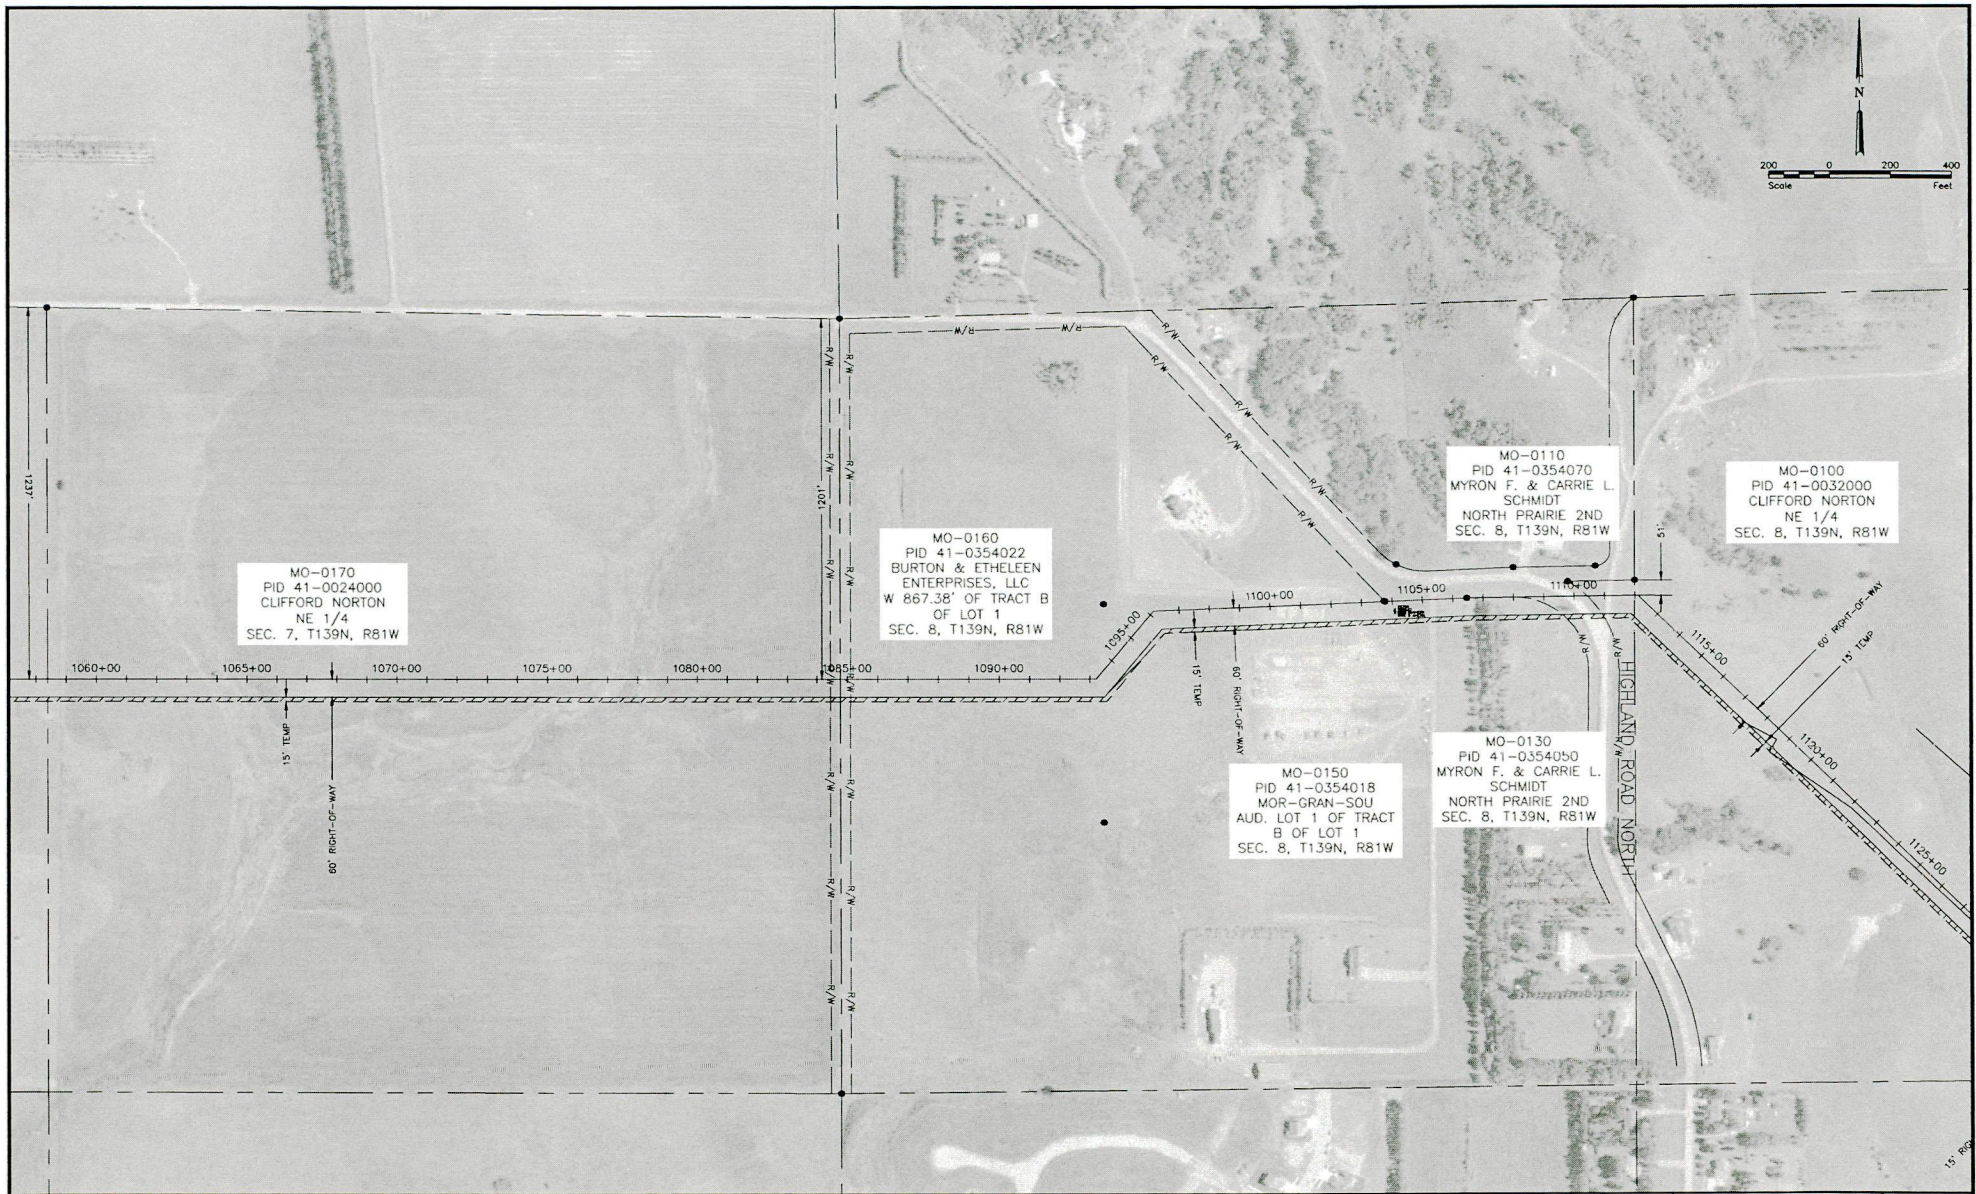 N
200 0 200 400
Scale Feet
R/W R/W
R/W
R/W
R/W
R/W
R/W
R/W
R/W
R/W
1237'
1201'
R/W
R/W
R/W
R/W
R/W
R/W
R/W
R/W
R/W
R/W
R/W
R/W
R/W
R/W
MO-0110
PID 41-0354070
MYRON F. & CARRIE L.
SCHMIDT
NORTH PRAIRIE 2ND
SEC. 8, T139N, R81W
MO-0100
PID 41-0032000
CLIFFORD NORTON
NE 1/4
SEC. 8, T139N, R81W
51'
MO-0160
PID 41-0354022
BURTON & ETHELEEN
ENTERPRISES, LLC
W 867.38' OF TRACT B
OF LOT 1
SEC. 8, T139N, R81W
MO-0170
PID 41-0024000
CLIFFORD NORTON
NE 1/4
SEC. 7, T139N, R81W
1060+00 1065+00 1070+00 1075+00 1080+00 1085+00 1090+00
1095+00
1100+00
1105+00
1110+00
1115+00
1120+00
1125+00
60' RIGHT-OF-WAY
15' TEMP
15' TEMP
60' RIGHT-OF-WAY
15' TEMP
60' RIGHT-OF-WAY
R/W
R/W
R/W
HIGHLAND ROAD NORTH
MO-0150
PID 41-0354018
MOR-GRAN-SOU
AUD. LOT 1 OF TRACT
B OF LOT 1
SEC. 8, T139N, R81W
MO-0130
PID 41-0354050
MYRON F. & CARRIE L.
SCHMIDT
NORTH PRAIRIE 2ND
SEC. 8, T139N, R81W
15'